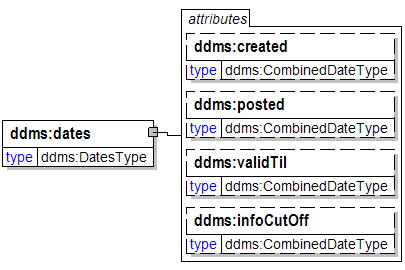 attributes
ddms:created
type ddms:CombinedDateType
ddms:posted
type ddms:CombinedDateType
ddms:dates
type ddms:DatesType
ddms:validTil
type ddms:CombinedDateType
ddms:infoCutOff
type ddms:CombinedDateType